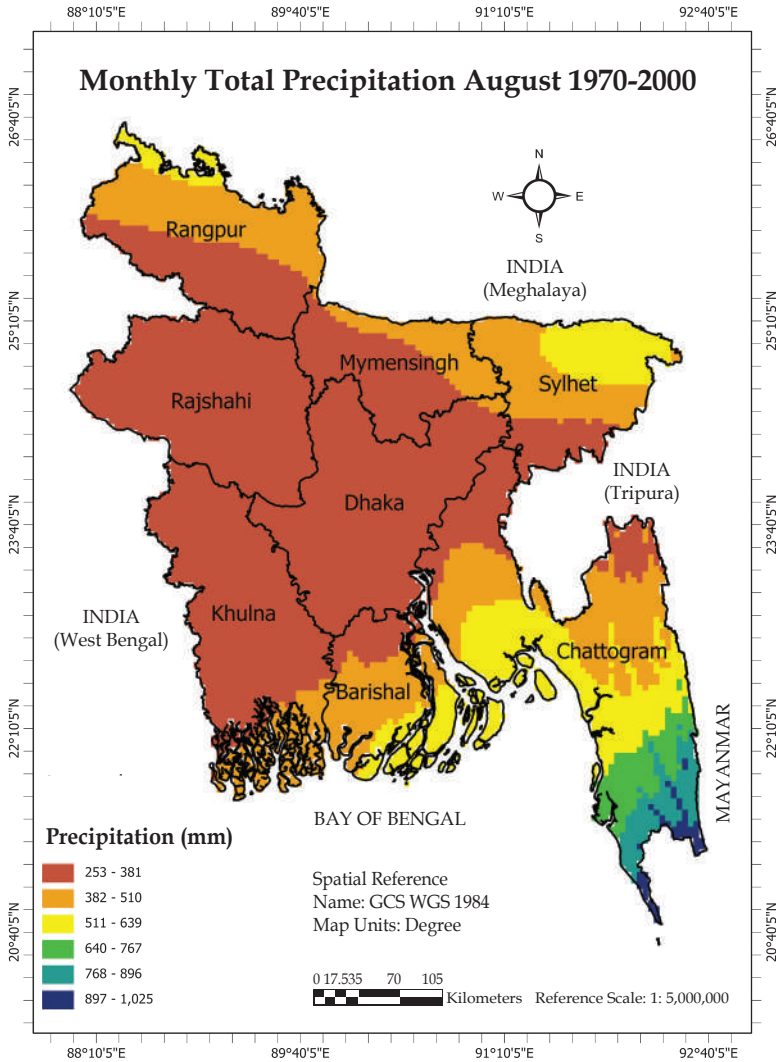 88°10'5"E 89°40'5"E 91°10'5"E 92°40'5"E
Monthly Total Precipitation August 1970-2000
26°40'5"N 26°40'5"N
N
W E
S
Rangpur
INDIA
(Meghalaya)
25°10'5"N 25°10'5"N
Mymensingh
Sylhet
Rajshahi
INDIA
(Tripura)
Dhaka
23°40'5"N 23°40'5"N
INDIA
(West Bengal)
Khulna
Chattogram
Barishal
22°10'5"N 22°10'5"N
MAYANMAR
BAY OF BENGAL
Precipitation (mm)
253 - 381
382 - 510
511 - 639
640 - 767
768 - 896
897 - 1,025
Spatial Reference
Name: GCS WGS 1984
Map Units: Degree
20°40'5"N 20°40'5"N
0 17.535 70 105
Kilometers Reference Scale: 1: 5,000,000
88°10'5"E 89°40'5"E 91°10'5"E 92°40'5"E